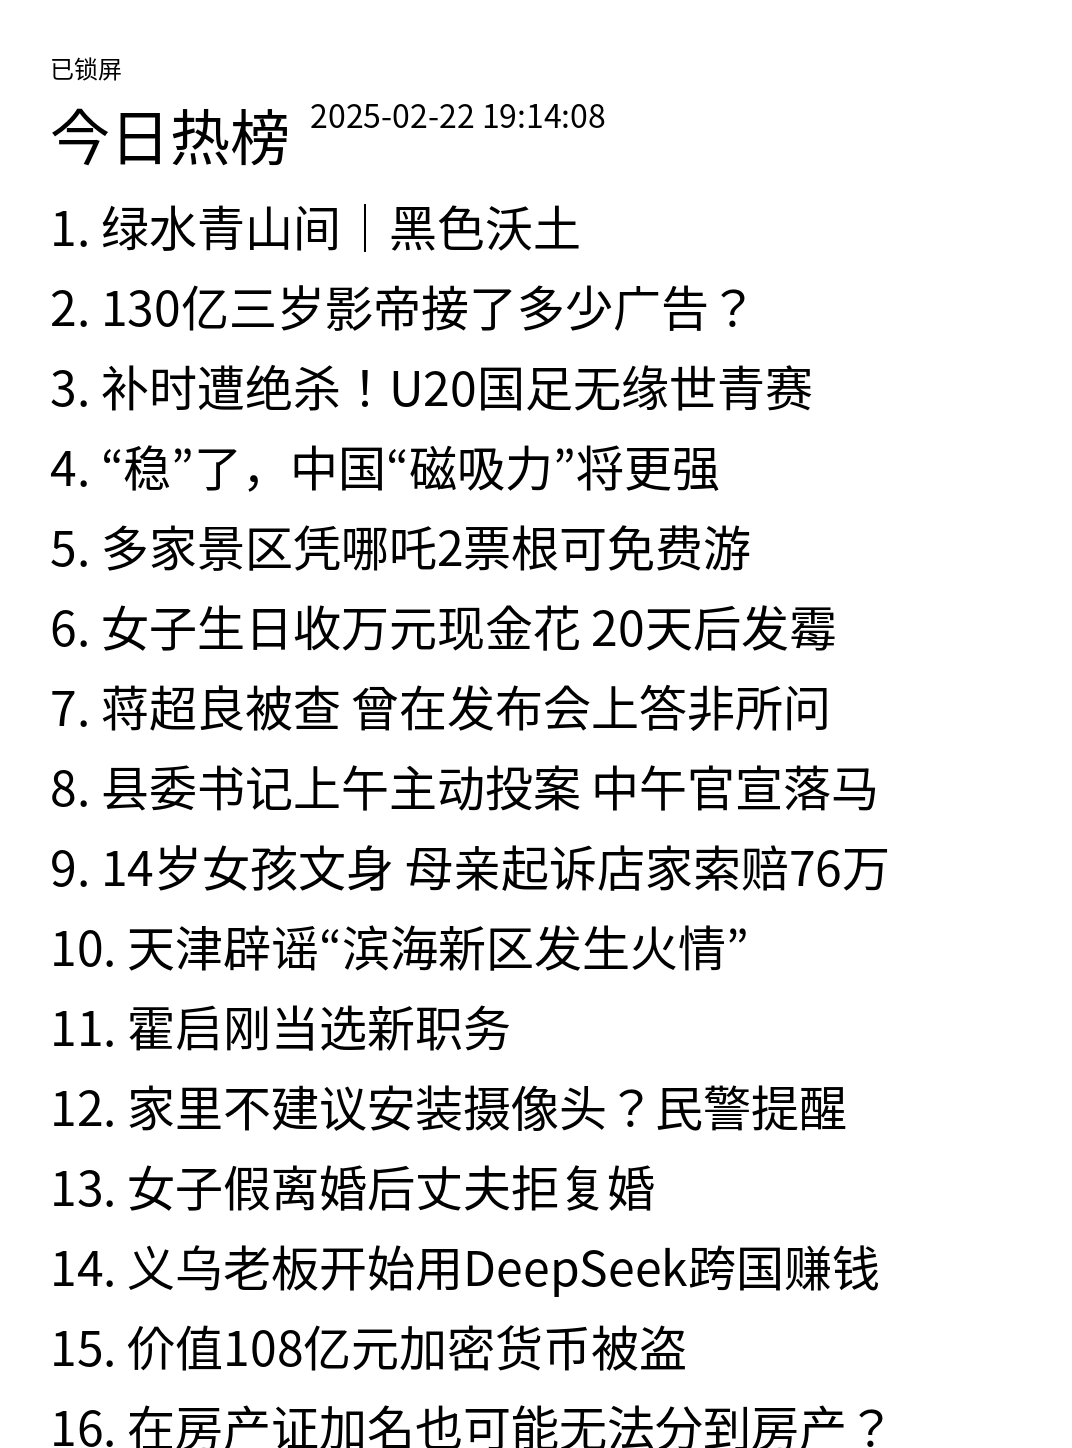 已锁屏
今日热榜 2025-02-22 19:14:08
1. 绿水青山间｜黑色沃土
2. 130亿三岁影帝接了多少广告？
3. 补时遭绝杀！U20国足无缘世青赛
4. “稳”了，中国“磁吸力”将更强
5. 多家景区凭哪吒2票根可免费游
6. 女子生日收万元现金花 20天后发霉
7. 蒋超良被查 曾在发布会上答非所问
8. 县委书记上午主动投案 中午官宣落马
9. 14岁女孩文身 母亲起诉店家索赔76万
10. 天津辟谣“滨海新区发生火情”
11. 霍启刚当选新职务
12. 家里不建议安装摄像头？民警提醒
13. 女子假离婚后丈夫拒复婚
14. 义乌老板开始用DeepSeek跨国赚钱
15. 价值108亿元加密货币被盗
16. 在房产证加名也可能无法分到房产？